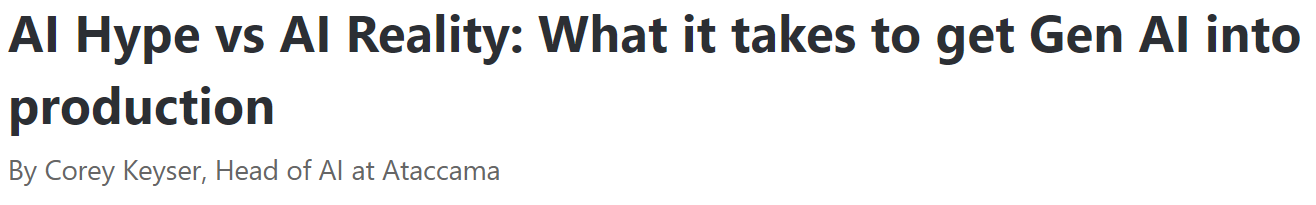 AI Hype vs AI Reality: What it takes to get Gen AI into
production
By Corey Keyser, Head of AI at Ataccama